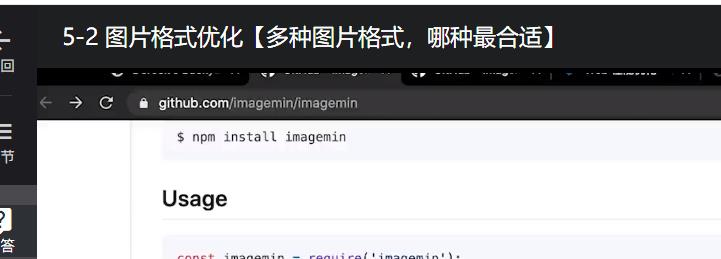 5-2 图片格式优化【多种图片格式，哪种最合适】
回
github.com/imagemin/imagemin
$ npm install imagemin
节
Usage
答
const imagemin = require('imagemin');